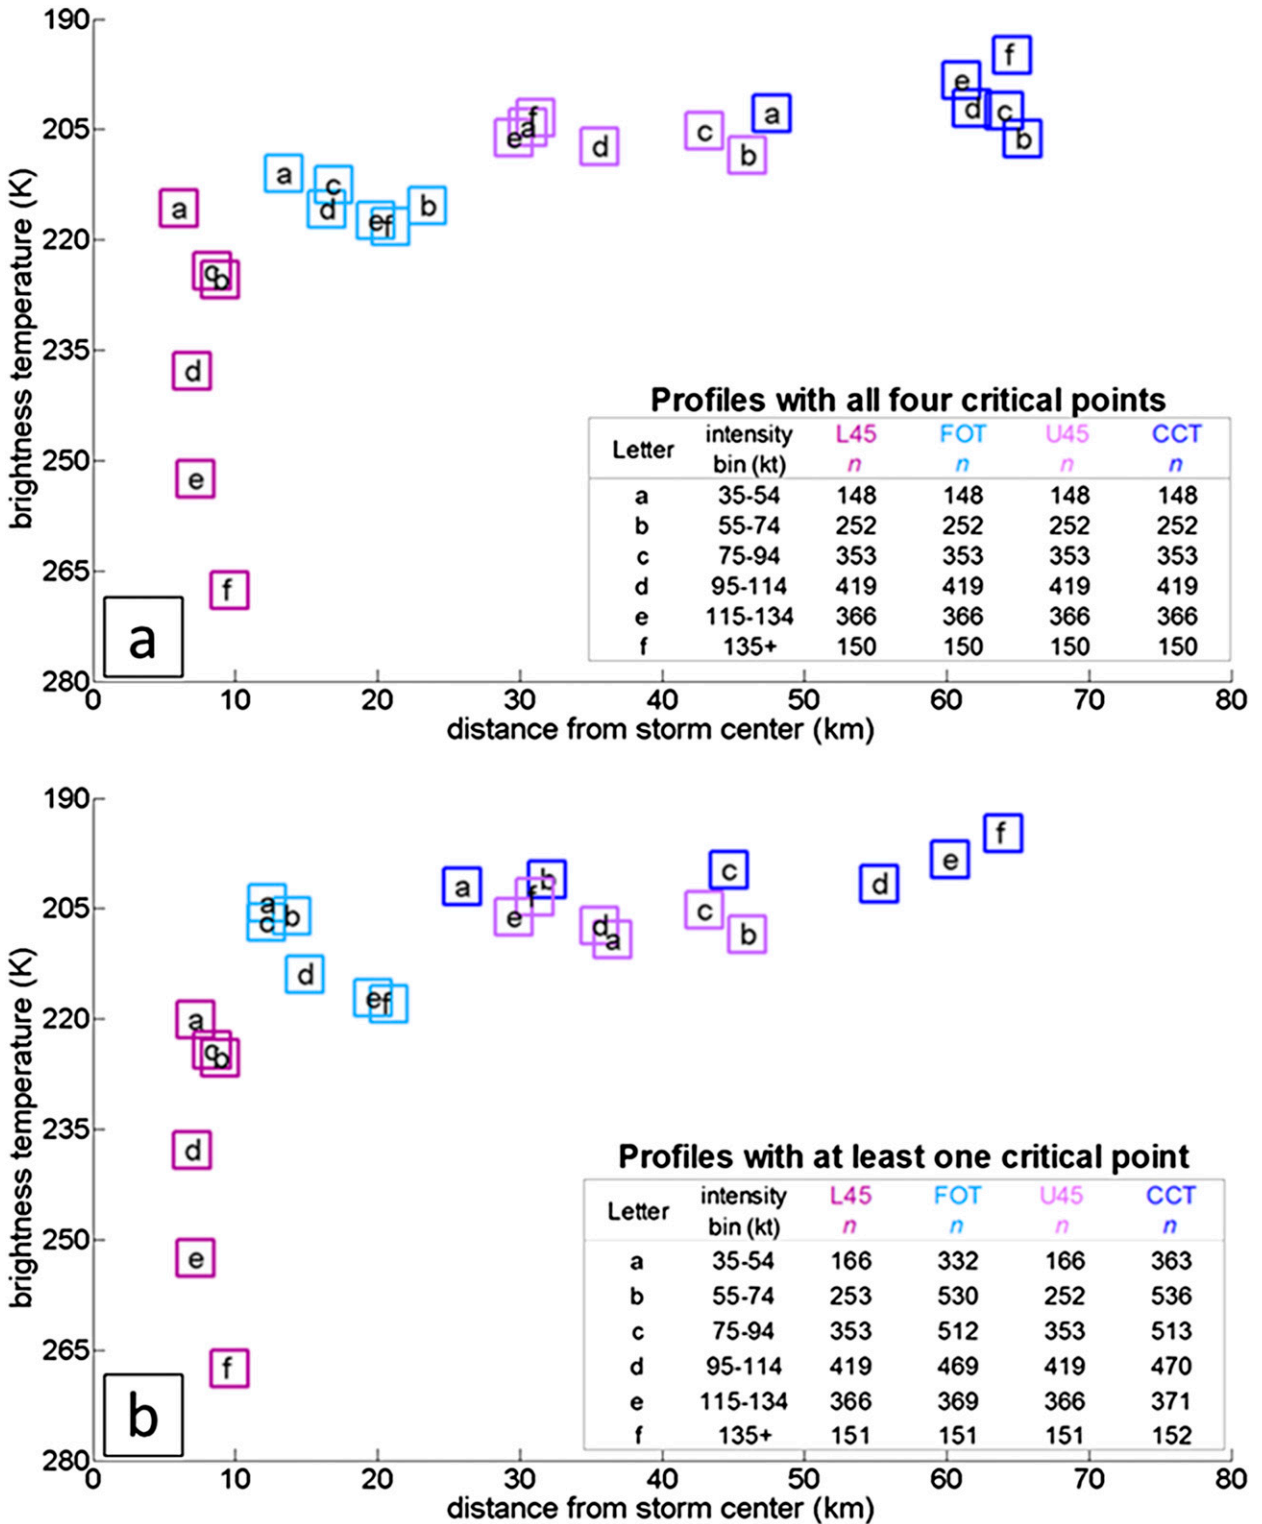 190
205
220
235
250
265
280
brightness temperature (K)
f
e
d
c
b
a
f
a
e
d
c
b
a
c
d
e
f
b
a
c
b
d
e
f
a
Profiles with all four critical points
Letter intensity bin (kt) L45 n FOT n U45 n CCT n
a 35-54 148 148 148 148
b 55-74 252 252 252 252
c 75-94 353 353 353 353
d 95-114 419 419 419 419
e 115-134 366 366 366 366
f 135+ 150 150 150 150
0 10 20 30 40 50 60 70 80
distance from storm center (km)
190
205
220
235
250
265
280
brightness temperature (K)
f
e
d
c
b
a
f
e
d
a
c
b
a
c
b
d
e
f
a
c
b
d
e
f
b
Profiles with at least one critical point
Letter intensity bin (kt) L45 n FOT n U45 n CCT n
a 35-54 166 332 166 363
b 55-74 253 530 252 536
c 75-94 353 512 353 513
d 95-114 419 469 419 470
e 115-134 366 369 366 371
f 135+ 151 151 151 152
0 10 20 30 40 50 60 70 80
distance from storm center (km)